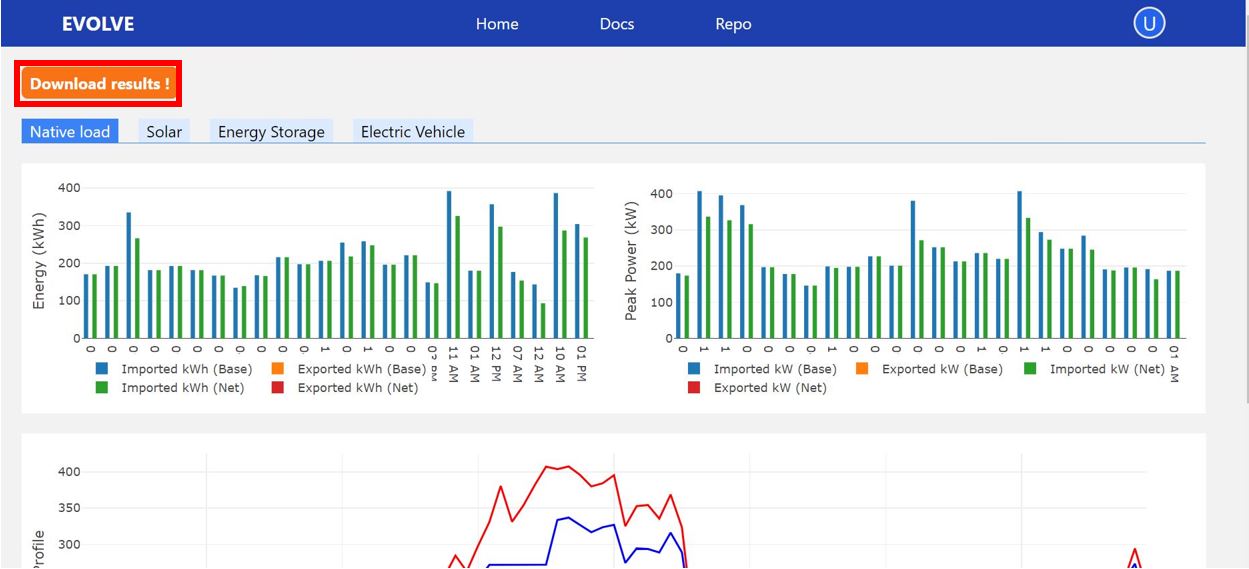 EVOLVE Home Docs Repo U
Download results !
Native load Solar Energy Storage Electric Vehicle
Energy (kWh)
400
300
200
100
0
0 0 0 0 0 0 0 0 0 0 0 1 0 1 0 0 03 PM 11 AM 01 AM 12 PM 07 AM 12 AM 10 AM 01 PM
Imported kWh (Base) Exported kWh (Base)
Imported kWh (Net) Exported kWh (Net)
Peak Power (kW)
400
300
200
100
0
0 1 1 0 0 0 0 0 0 0 0 1 0 0 1 0 1 1 0 0 0 0 0 01 AM
Imported kW (Base) Exported kW (Base) Imported kW (Net)
Exported kW (Net)
Profile
400
350
300